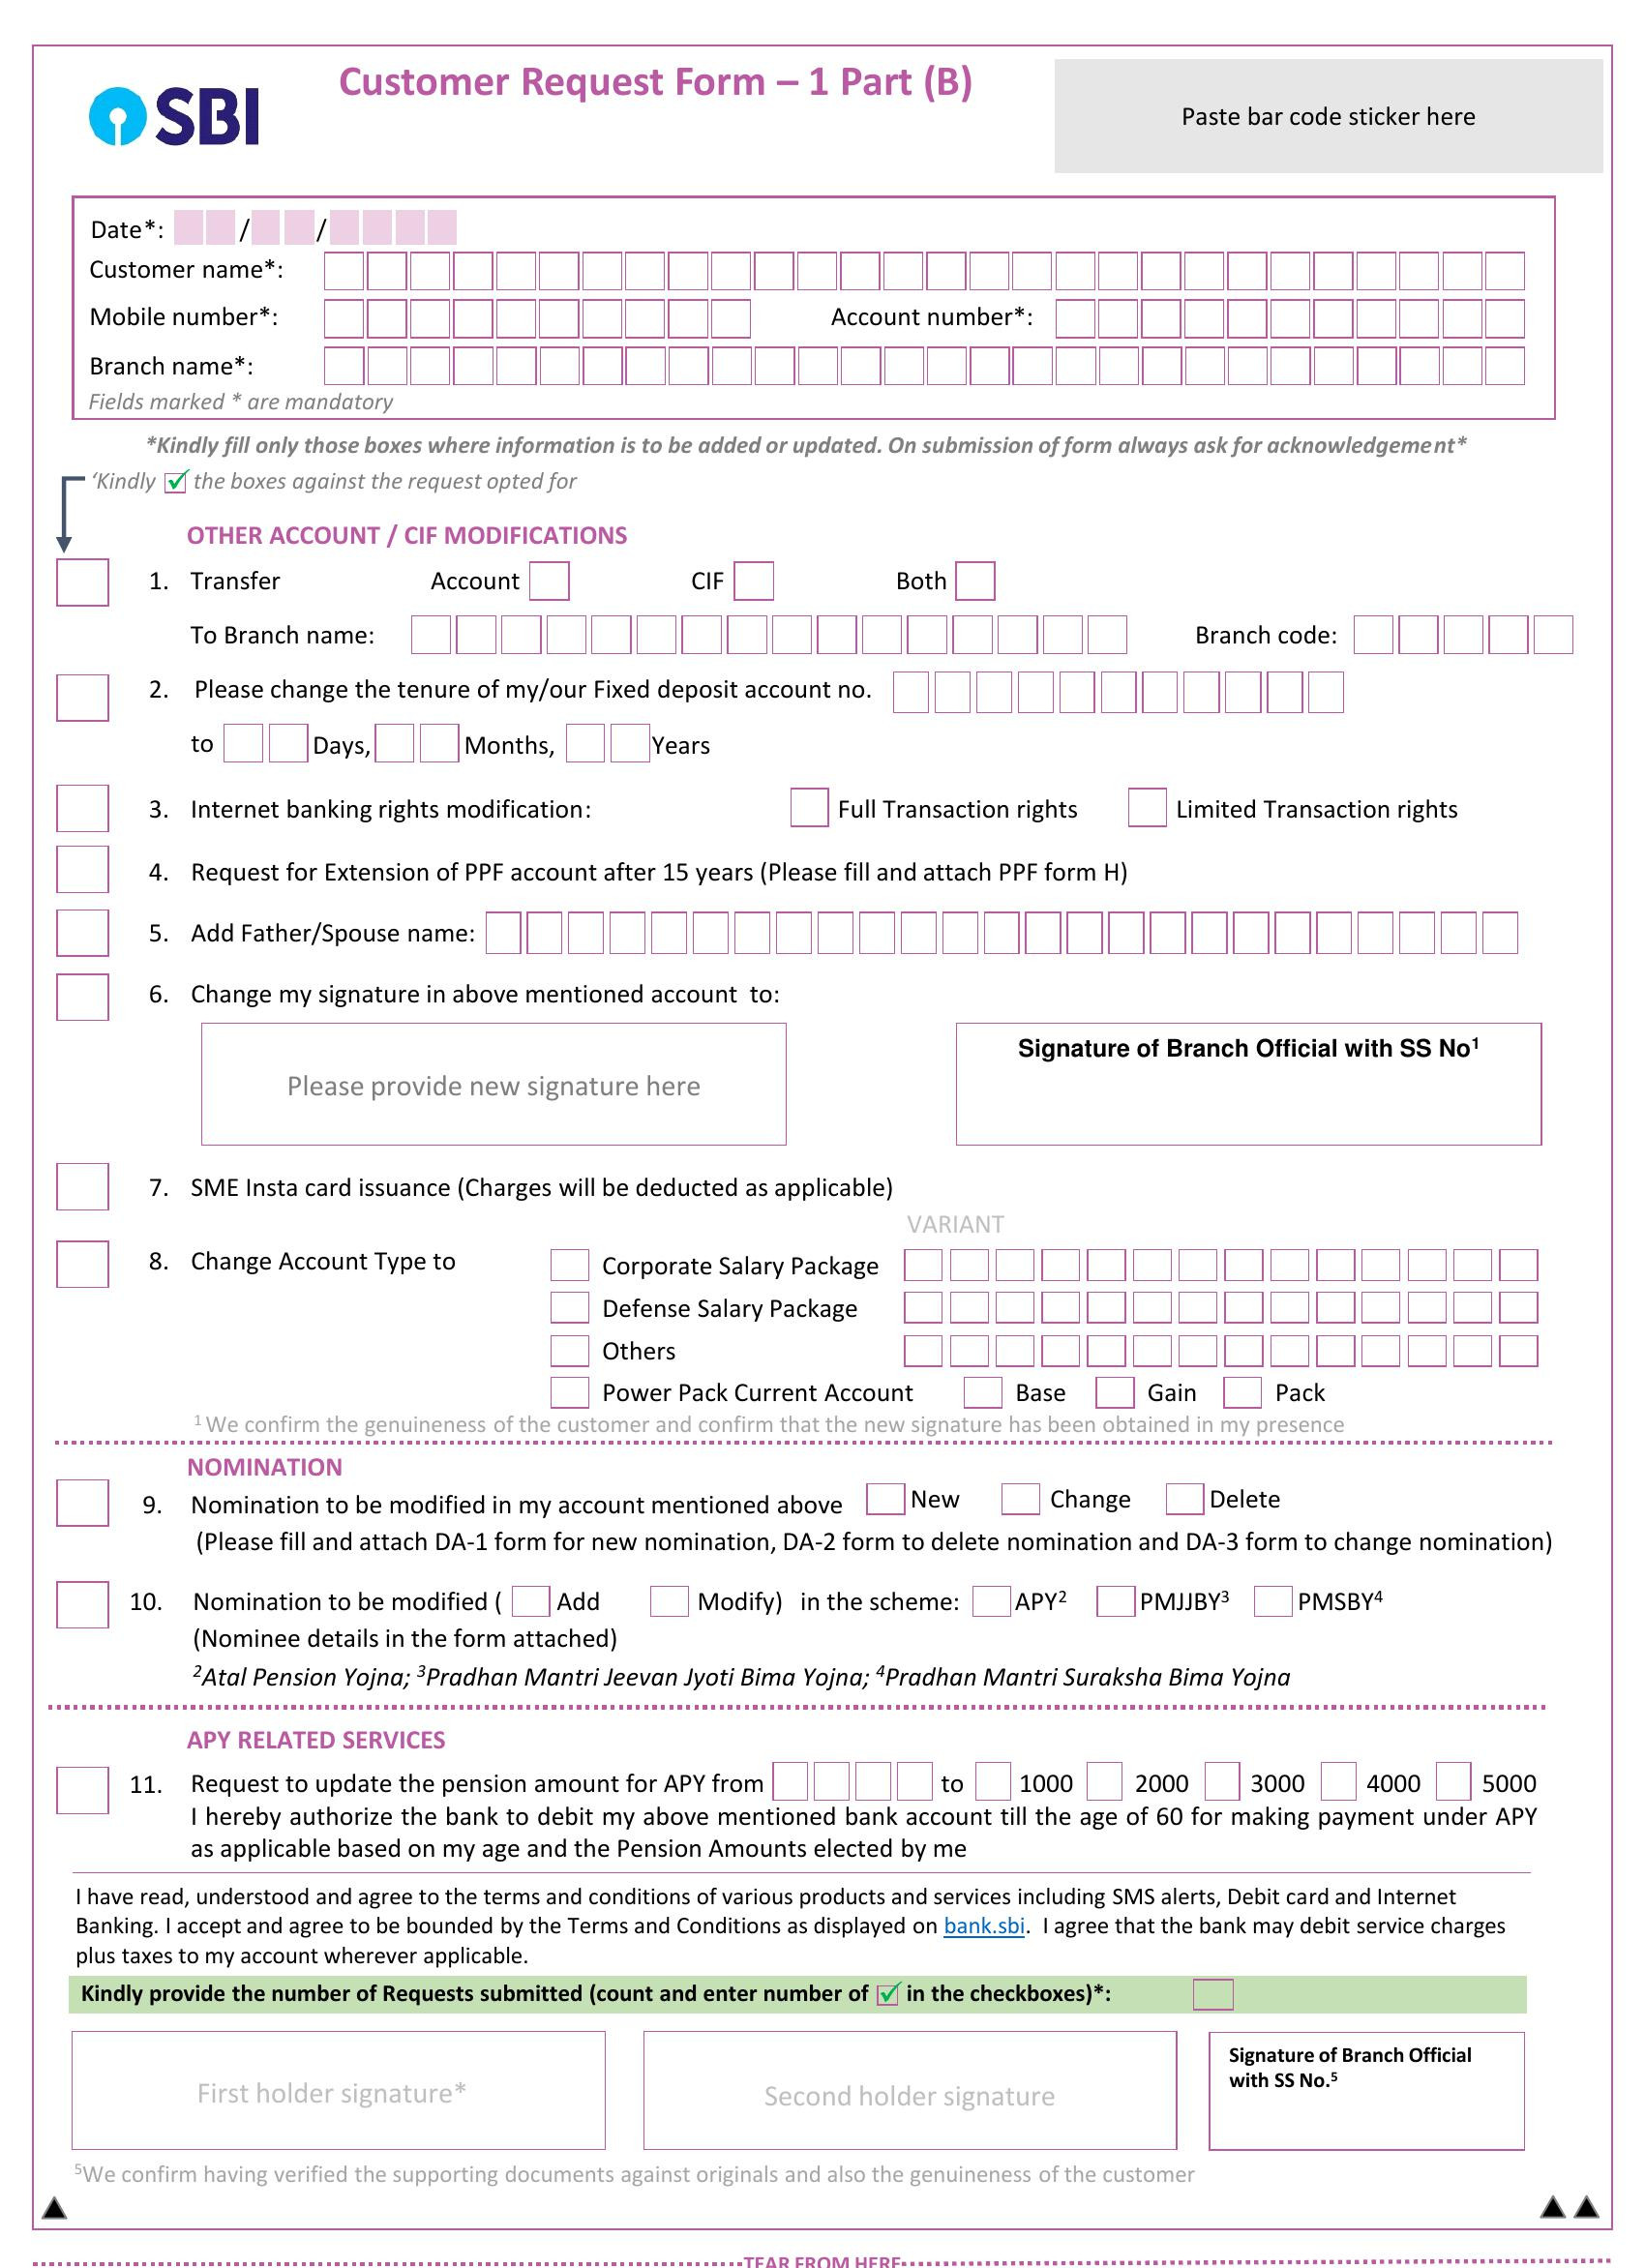 SBI
Customer Request Form – 1 Part (B)
Paste bar code sticker here
Date*: / /
Customer name*:
Mobile number*: Account number*:
Branch name*:
Fields marked * are mandatory
*Kindly fill only those boxes where information is to be added or updated. On submission of form always ask for acknowledgement*
‘Kindly ✓ the boxes against the request opted for
OTHER ACCOUNT / CIF MODIFICATIONS
1. Transfer Account CIF Both
To Branch name: Branch code:
2. Please change the tenure of my/our Fixed deposit account no.
to Days, Months, Years
3. Internet banking rights modification: Full Transaction rights Limited Transaction rights
4. Request for Extension of PPF account after 15 years (Please fill and attach PPF form H)
5. Add Father/Spouse name:
6. Change my signature in above mentioned account to:
Please provide new signature here
Signature of Branch Official with SS No¹
7. SME Insta card issuance (Charges will be deducted as applicable)
VARIANT
8. Change Account Type to Corporate Salary Package
Defense Salary Package
Others
Power Pack Current Account Base Gain Pack
¹ We confirm the genuineness of the customer and confirm that the new signature has been obtained in my presence
NOMINATION
9. Nomination to be modified in my account mentioned above New Change Delete
(Please fill and attach DA-1 form for new nomination, DA-2 form to delete nomination and DA-3 form to change nomination)
10. Nomination to be modified ( Add Modify) in the scheme: APY² PMJJBY³ PMSBY⁴
(Nominee details in the form attached)
²Atal Pension Yojna; ³Pradhan Mantri Jeevan Jyoti Bima Yojna; ⁴Pradhan Mantri Suraksha Bima Yojna
APY RELATED SERVICES
11. Request to update the pension amount for APY from to 1000 2000 3000 4000 5000
I hereby authorize the bank to debit my above mentioned bank account till the age of 60 for making payment under APY
as applicable based on my age and the Pension Amounts elected by me
I have read, understood and agree to the terms and conditions of various products and services including SMS alerts, Debit card and Internet
Banking. I accept and agree to be bounded by the Terms and Conditions as displayed on bank.sbi. I agree that the bank may debit service charges
plus taxes to my account wherever applicable.
Kindly provide the number of Requests submitted (count and enter number of ✓ in the checkboxes)*:
First holder signature*
Second holder signature
Signature of Branch Official
with SS No.⁵
⁵We confirm having verified the supporting documents against originals and also the genuineness of the customer
TEAR FROM HERE